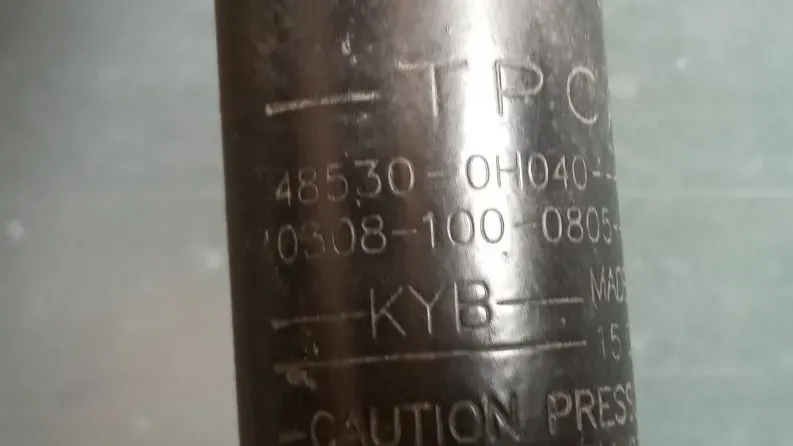 TPC
48530-0H040--
0308-100-0805-
KYB MADE
15
-CAUTION PRESS